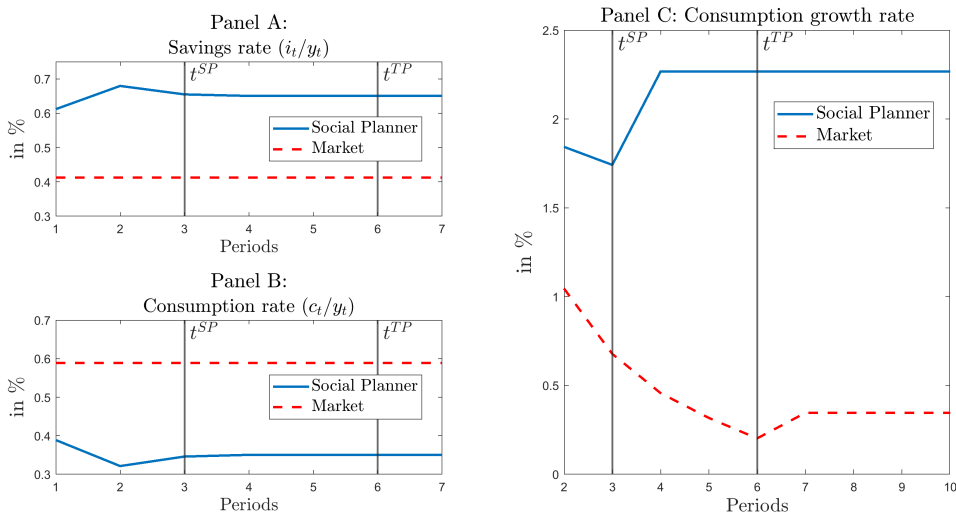 Panel A:
Savings rate (i_t/y_t)
t^{SP}
t^{TP}
0.7
0.6
0.5
0.4
0.3
in %
Social Planner
Market
1 2 3 4 5 6 7
Periods
Panel B:
Consumption rate (c_t/y_t)
t^{SP}
t^{TP}
0.7
0.6
0.5
0.4
0.3
in %
Social Planner
Market
1 2 3 4 5 6 7
Periods
Panel C: Consumption growth rate
t^{SP}
t^{TP}
2.5
2
1.5
1
0.5
0
in %
Social Planner
Market
2 3 4 5 6 7 8 9 10
Periods